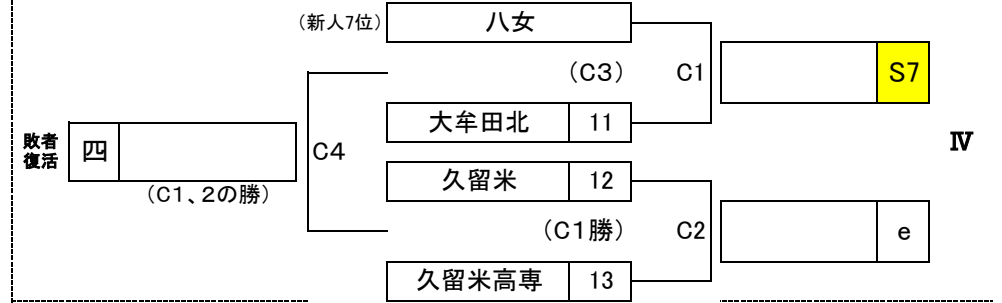 (新人7位) 八女
(C3) C1 S7
大牟田北 11
敗者
復活
四 C4 Ⅳ
久留米 12
(C1、2の勝)
(C1勝) C2 e
久留米高専 13